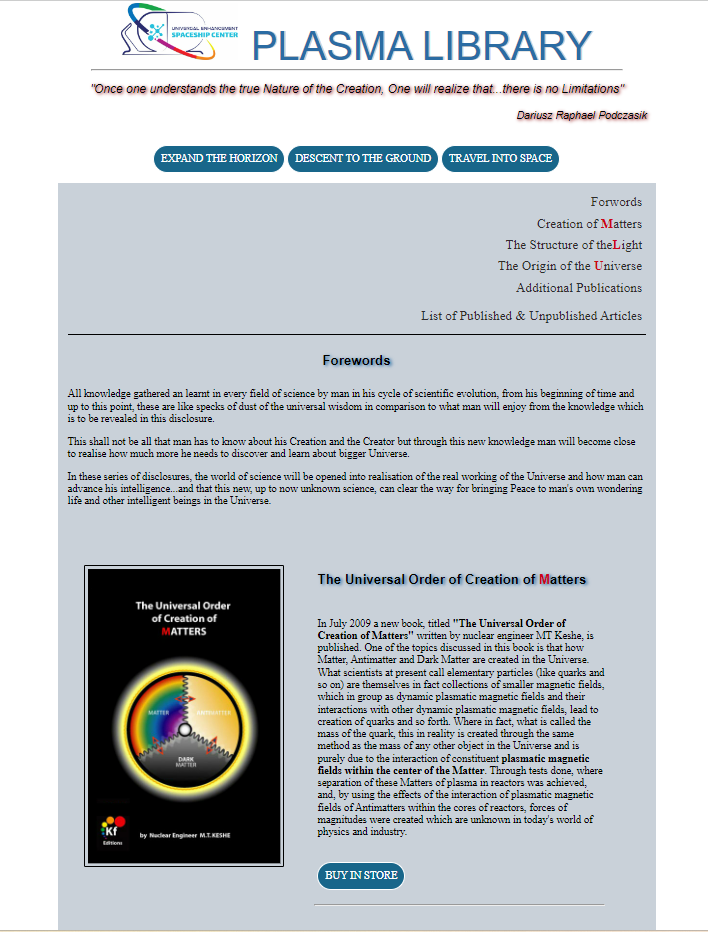 UNIVERSAL ENHANCEMENT
SPACESHIP CENTER
PLASMA LIBRARY
"Once one understands the true Nature of the Creation, One will realize that...there is no Limitations"
Dariusz Raphael Podczasik
EXPAND THE HORIZON DESCENT TO THE GROUND TRAVEL INTO SPACE
Forwords
Creation of Matters
The Structure of theLight
The Origin of the Universe
Additional Publications
List of Published & Unpublished Articles
Forewords
All knowledge gathered an learnt in every field of science by man in his cycle of scientific evolution, from his beginning of time and
up to this point, these are like specks of dust of the universal wisdom in comparison to what man will enjoy from the knowledge which
is to be revealed in this disclosure.
This shall not be all that man has to know about his Creation and the Creator but through this new knowledge man will become close
to realise how much more he needs to discover and learn about bigger Universe.
In these series of disclosures, the world of science will be opened into realisation of the real working of the Universe and how man can
advance his intelligence...and that this new, up to now unknown science, can clear the way for bringing Peace to man's own wondering
life and other intelligent beings in the Universe.
The Universal Order
of Creation of
MATTERS
MATTER
ANTIMATTER
DARK
MATTER
Kf
Editions
by Nuclear Engineer M.T. KESHE
The Universal Order of Creation of Matters
In July 2009 a new book, titled "The Universal Order of
Creation of Matters" written by nuclear engineer MT Keshe, is
published. One of the topics discussed in this book is that how
Matter, Antimatter and Dark Matter are created in the Universe.
What scientists at present call elementary particles (like quarks and
so on) are themselves in fact collections of smaller magnetic fields,
which in group as dynamic plasmatic magnetic fields and their
interactions with other dynamic plasmatic magnetic fields, lead to
creation of quarks and so forth. Where in fact, what is called the
mass of the quark, this in reality is created through the same
method as the mass of any other object in the Universe and is
purely due to the interaction of constituent plasmatic magnetic
fields within the center of the Matter. Through tests done, where
separation of these Matters of plasma in reactors was achieved,
and, by using the effects of the interaction of plasmatic magnetic
fields of Antimatters within the cores of reactors, forces of
magnitudes were created which are unknown in today's world of
physics and industry.
BUY IN STORE